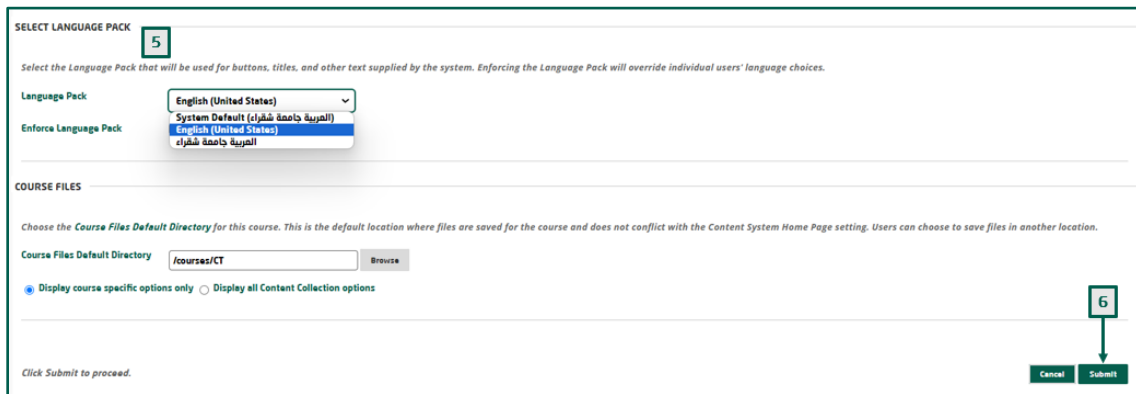 SELECT LANGUAGE PACK
5
Select the Language Pack that will be used for buttons, titles, and other text supplied by the system. Enforcing the Language Pack will override individual users' language choices.
Language Pack
English (United States)
System Default (العربية جامعة شقراء)
Enforce Language Pack
English (United States)
العربية جامعة شقراء
COURSE FILES
Choose the Course Files Default Directory for this course. This is the default location where files are saved for the course and does not conflict with the Content System Home Page setting. Users can choose to save files in another location.
Course Files Default Directory
/courses/CT
Browse
Display course specific options only Display all Content Collection options
6
Click Submit to proceed.
Cancel Submit